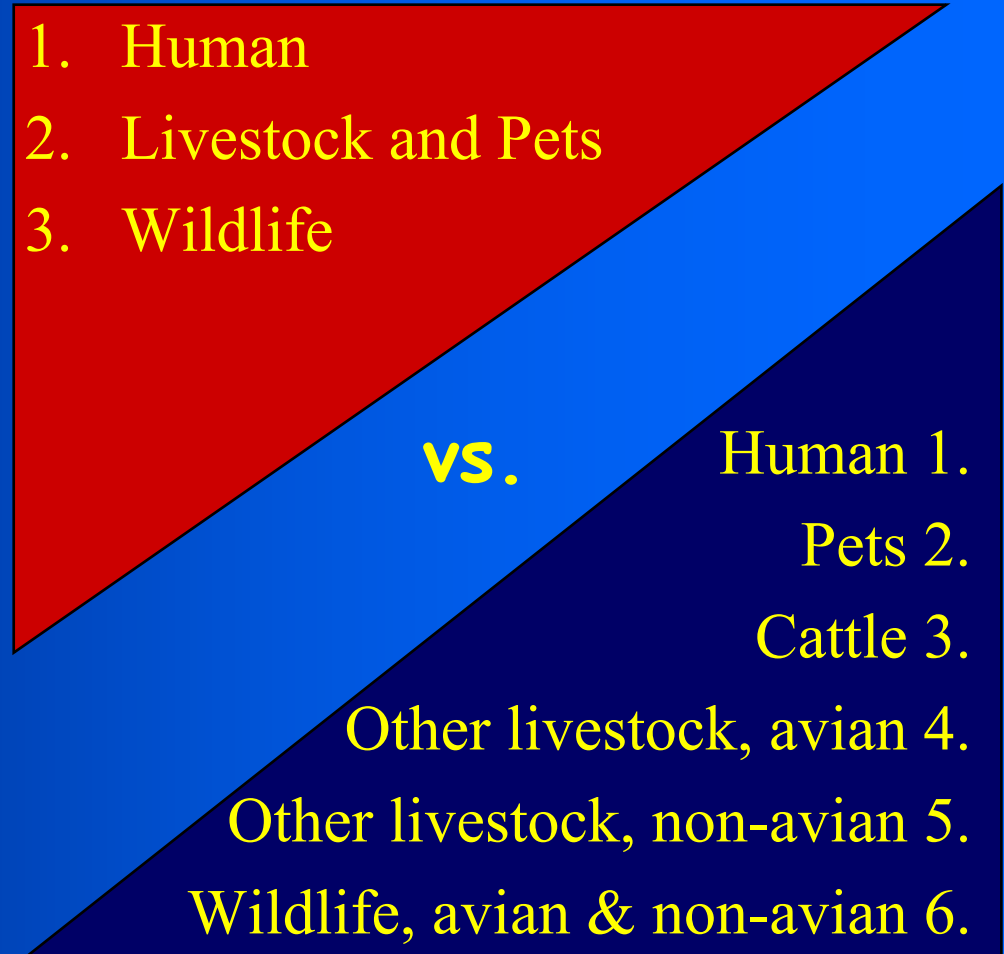 1. Human
2. Livestock and Pets
3. Wildlife
vs.
Human 1.
Pets 2.
Cattle 3.
Other livestock, avian 4.
Other livestock, non-avian 5.
Wildlife, avian & non-avian 6.